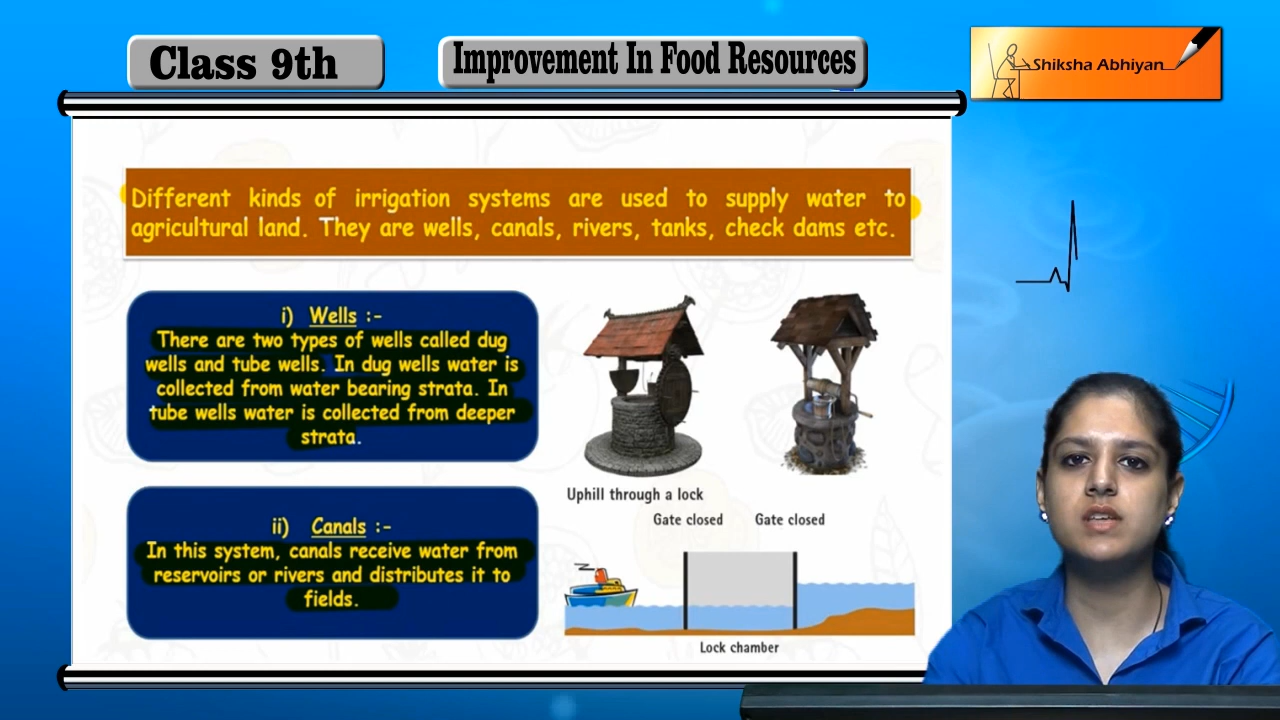 Class 9th
Improvement In Food Resources
Shiksha Abhiyan
Different kinds of irrigation systems are used to supply water to
agricultural land. They are wells, canals, rivers, tanks, check dams etc.
i) Wells :-
There are two types of wells called dug
wells and tube wells. In dug wells water is
collected from water bearing strata. In
tube wells water is collected from deeper
strata.
ii) Canals :-
In this system, canals receive water from
reservoirs or rivers and distributes it to
fields.
Uphill through a lock
Gate closed Gate closed
Lock chamber